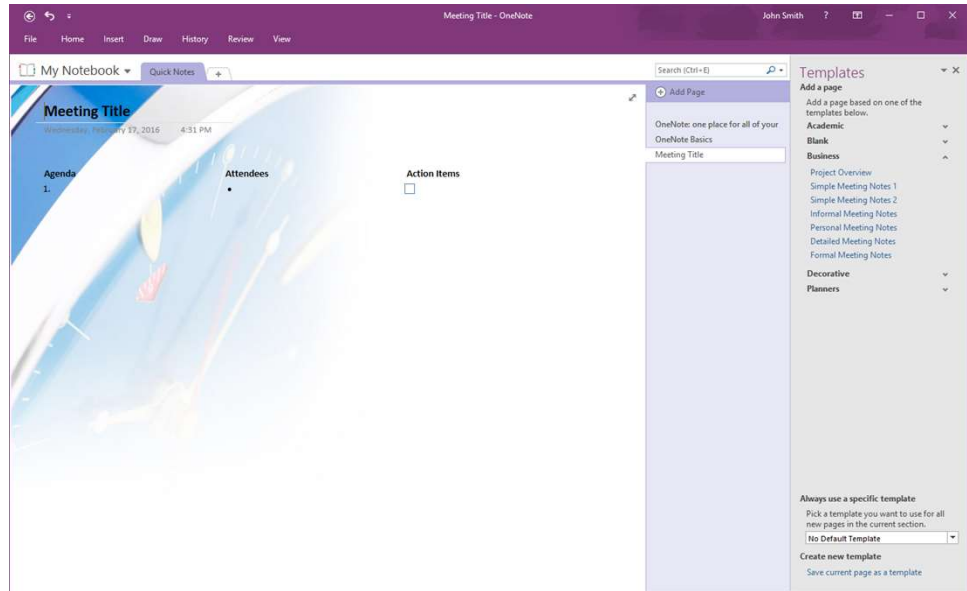 Meeting Title - OneNote
John Smith
?
File Home Insert Draw History Review View
My Notebook
Quick Notes
+
Search (Ctrl+E)
Add Page
OneNote: one place for all of your
OneNote Basics
Meeting Title
Meeting Title
Wednesday, February 17, 2016 4:31 PM
Agenda Attendees Action Items
1. •
Templates
Add a page
Add a page based on one of the
templates below.
Academic
Blank
Business
Project Overview
Simple Meeting Notes 1
Simple Meeting Notes 2
Informal Meeting Notes
Personal Meeting Notes
Detailed Meeting Notes
Formal Meeting Notes
Decorative
Planners
Always use a specific template
Pick a template you want to use for all
new pages in the current section.
No Default Template
Create new template
Save current page as a template